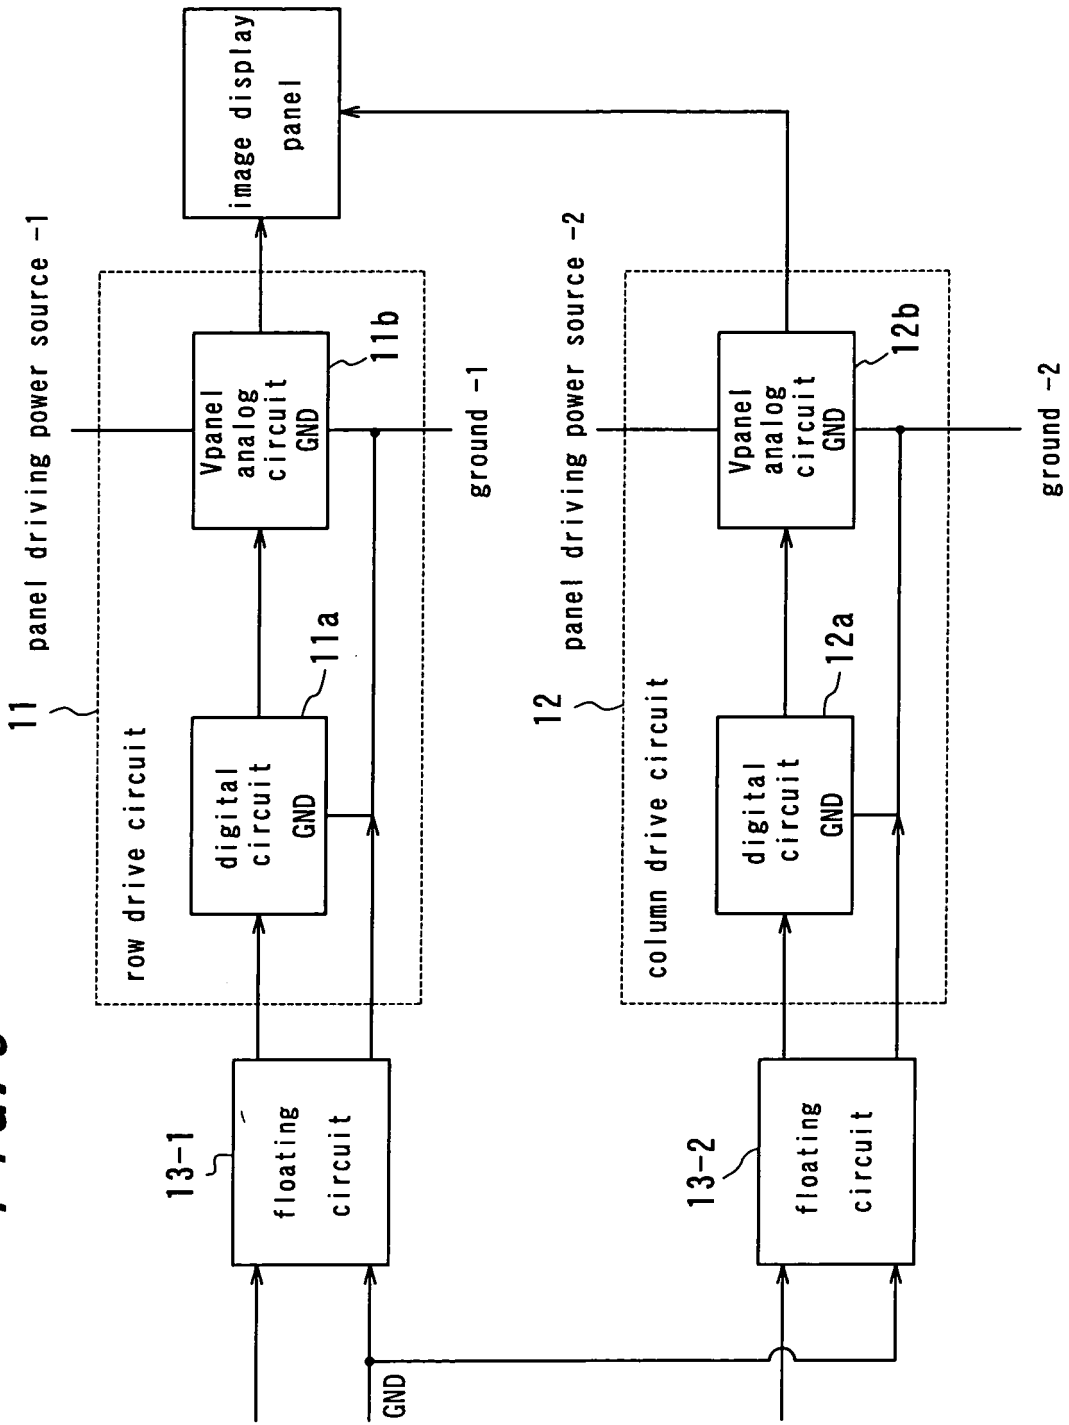 11
panel driving power source -1
row drive circuit
13-1
floating
circuit
digital
circuit
GND
11a
Vpanel
analog
circuit
GND
11b
image display
panel
ground -1
GND
12
panel driving power source -2
column drive circuit
13-2
floating
circuit
digital
circuit
GND
12a
Vpanel
analog
circuit
GND
12b
ground -2